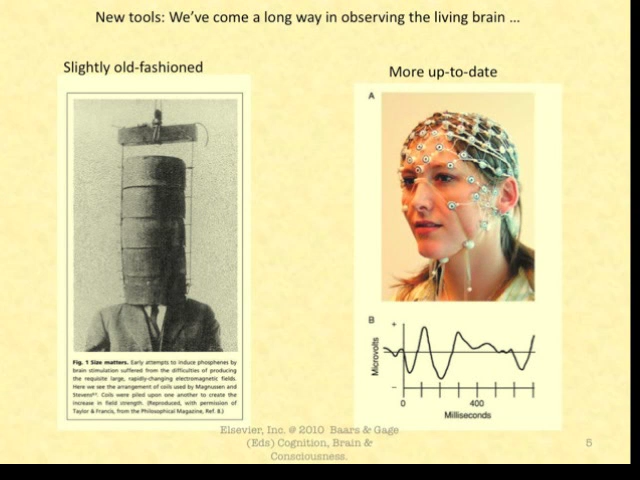 New tools: We've come a long way in observing the living brain ...
Slightly old-fashioned
More up-to-date
Fig. 1 Size matters. Early attempts to induce phosphenes by
brain stimulation suffered from the difficulties of producing
the requisite large, rapidly-changing electromagnetic fields.
Here we see the arrangement of coils used by Magnussen and
Stevens. Coils were piled upon one another to create the
increase in field strength. (Reproduced, with permission of
Taylor & Francis, from the Philosophical Magazine, Ref. 8.)
A
B
+
Microvolts
–
0 400
Milliseconds
Elsevier, Inc. @ 2010 Baars & Gage
(Eds) Cognition, Brain &
Consciousness.
5